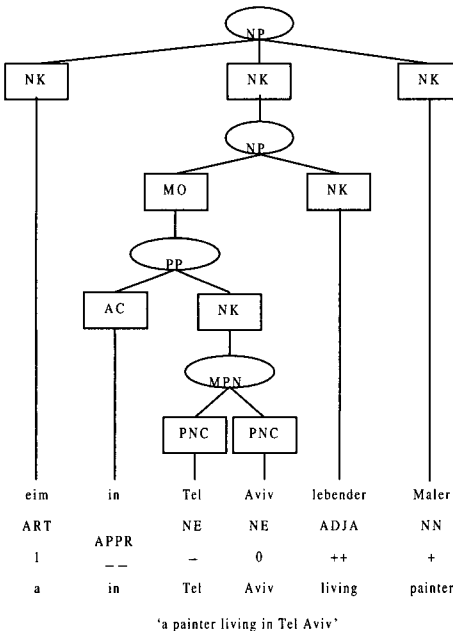 NP
NK NK NK
NP
MO NK
PP
AC NK
MPN
PNC PNC
eim in Tel Aviv lebender Maler
ART APPR NE NE ADJA NN
1 -- - 0 ++ +
a in Tel Aviv living painter
'a painter living in Tel Aviv'